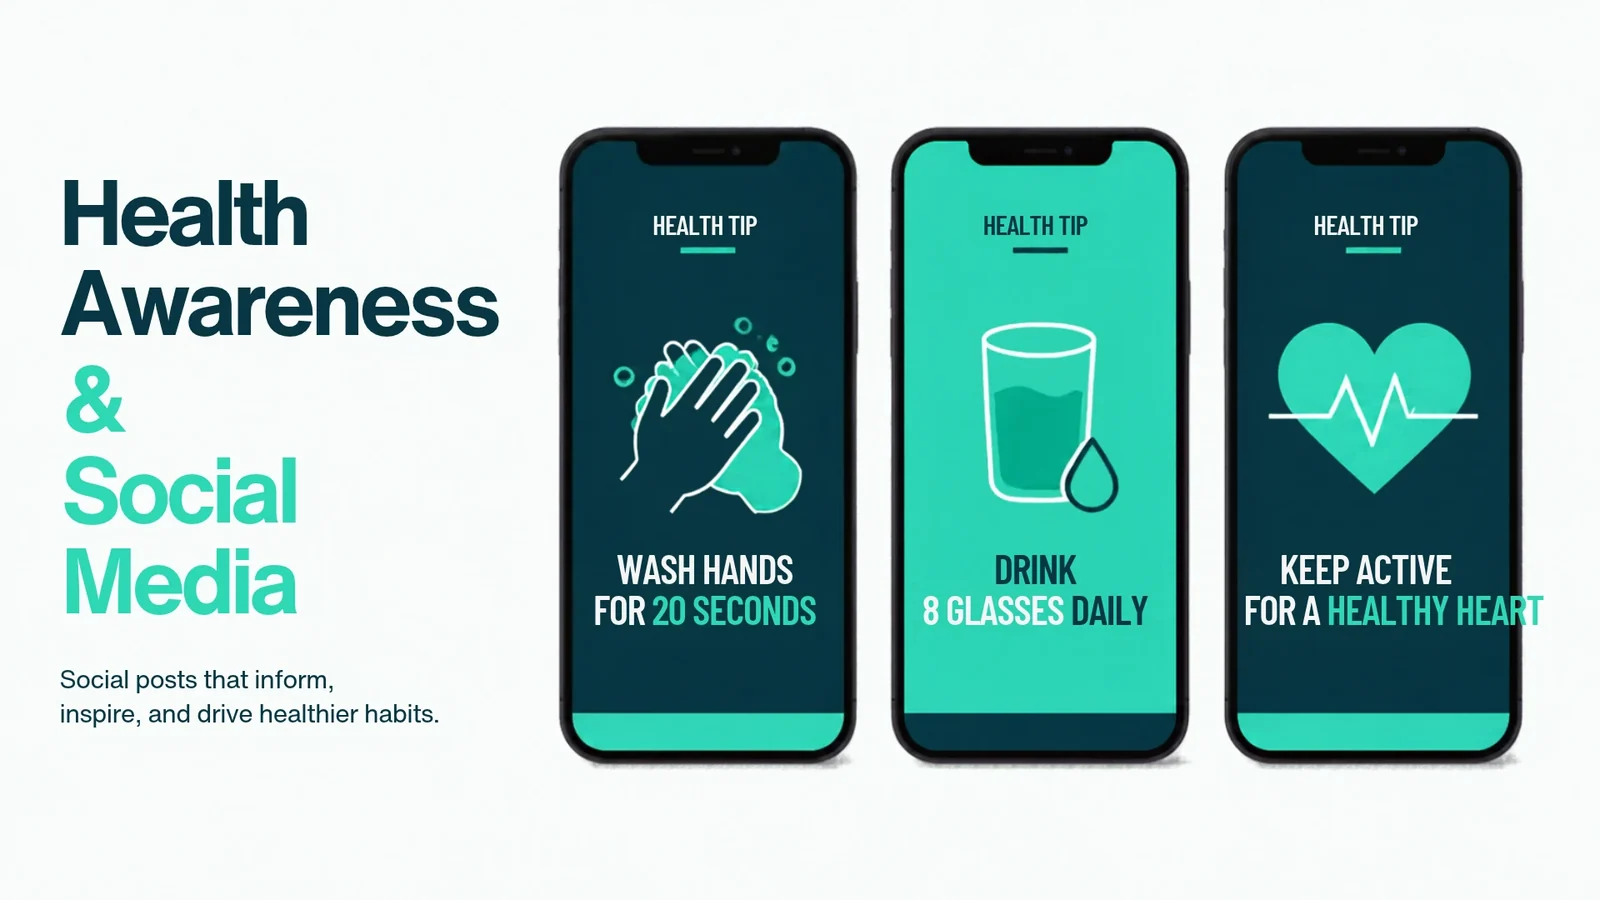 Health
Awareness
&
Social
Media
Social posts that inform,
inspire, and drive healthier habits.
HEALTH TIP
WASH HANDS
FOR 20 SECONDS
HEALTH TIP
DRINK
8 GLASSES DAILY
HEALTH TIP
KEEP ACTIVE
FOR A HEALTHY HEART